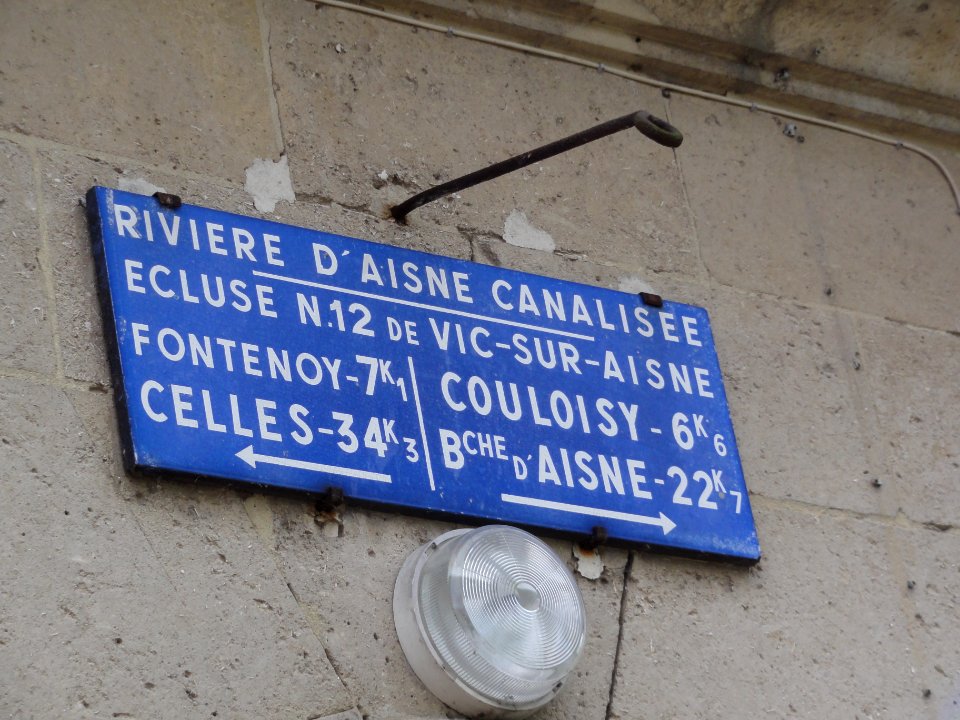 RIVIERE D'AISNE CANALISEE
ECLUSE N.12 DE VIC-SUR-AISNE
FONTENOY-7K1
CELLES-34K3
COULOISY-6K6
BCHE D'AISNE-22K7